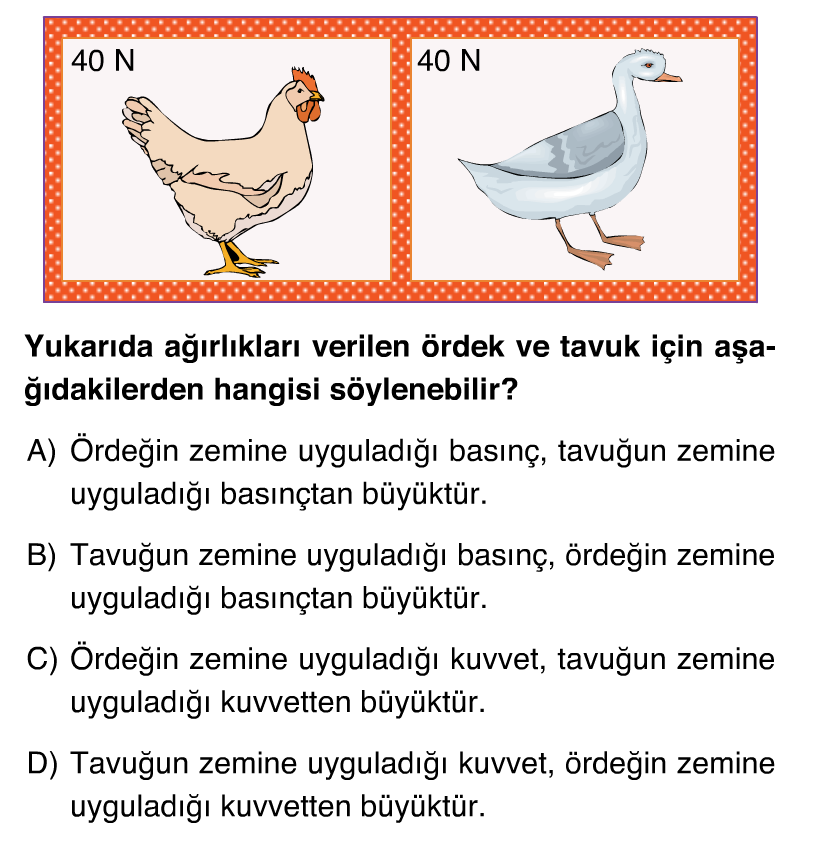 40 N
40 N
Yukarıda ağırlıkları verilen ördek ve tavuk için aşa-
ğıdakilerden hangisi söylenebilir?
A) Ördeğin zemine uyguladığı basınç, tavuğun zemine
uyguladığı basınçtan büyüktür.
B) Tavuğun zemine uyguladığı basınç, ördeğin zemine
uyguladığı basınçtan büyüktür.
C) Ördeğin zemine uyguladığı kuvvet, tavuğun zemine
uyguladığı kuvvetten büyüktür.
D) Tavuğun zemine uyguladığı kuvvet, ördeğin zemine
uyguladığı kuvvetten büyüktür.